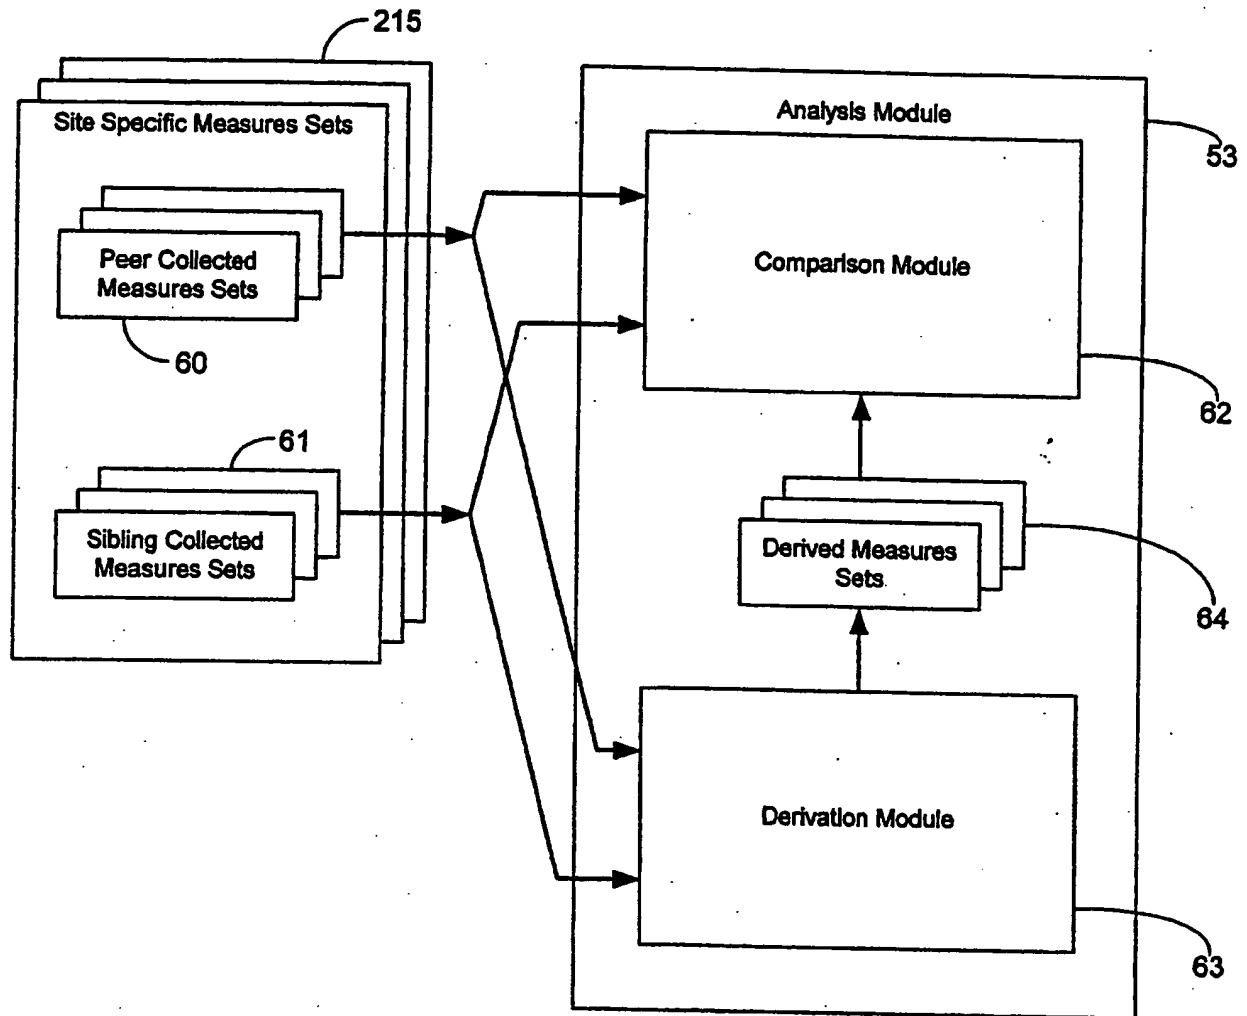 215
Site Specific Measures Sets
Analysis Module
53
Peer Collected
Measures Sets
60
Comparison Module
62
61
Sibling Collected
Measures Sets
Derived Measures
Sets
64
Derivation Module
63